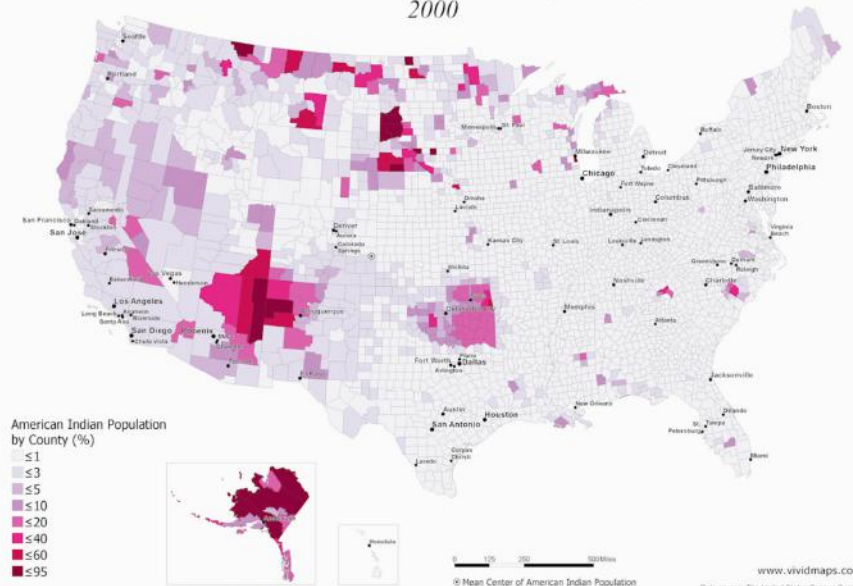 2000
Seattle
Portland
Minneapolis
St. Paul
Milwaukee
Chicago
Detroit
Toledo
Cleveland
Buffalo
Boston
Jersey City
New York
Newark
Philadelphia
Pittsburgh
Baltimore
Washington
Fort Wayne
Columbus
Indianapolis
Cincinnati
Omaha
Lincoln
Sacramento
San Francisco
Oakland
Stockton
San Jose
Fresno
Denver
Aurora
Colorado
Springs
Kansas City
St. Louis
Louisville
Lexington
Virginia
Beach
Greensboro
Durham
Raleigh
Las Vegas
Henderson
Bakersfield
Wichita
Nashville
Charlotte
Los Angeles
Long Beach
Anaheim
Santa Ana
Riverside
Albuquerque
Oklahoma City
Memphis
Atlanta
San Diego
Chula Vista
Phoenix
Plano
Fort Worth
Dallas
Arlington
El Paso
Jacksonville
Austin
Houston
San Antonio
New Orleans
Orlando
St.
Tampa
Petersburg
Corpus
Christi
Laredo
Miami
American Indian Population
by County (%)
≤1
≤3
≤5
≤10
≤20
≤40
≤60
≤95
Honolulu
0 125 250 500 Miles
Mean Center of American Indian Population
www.vividmaps.co